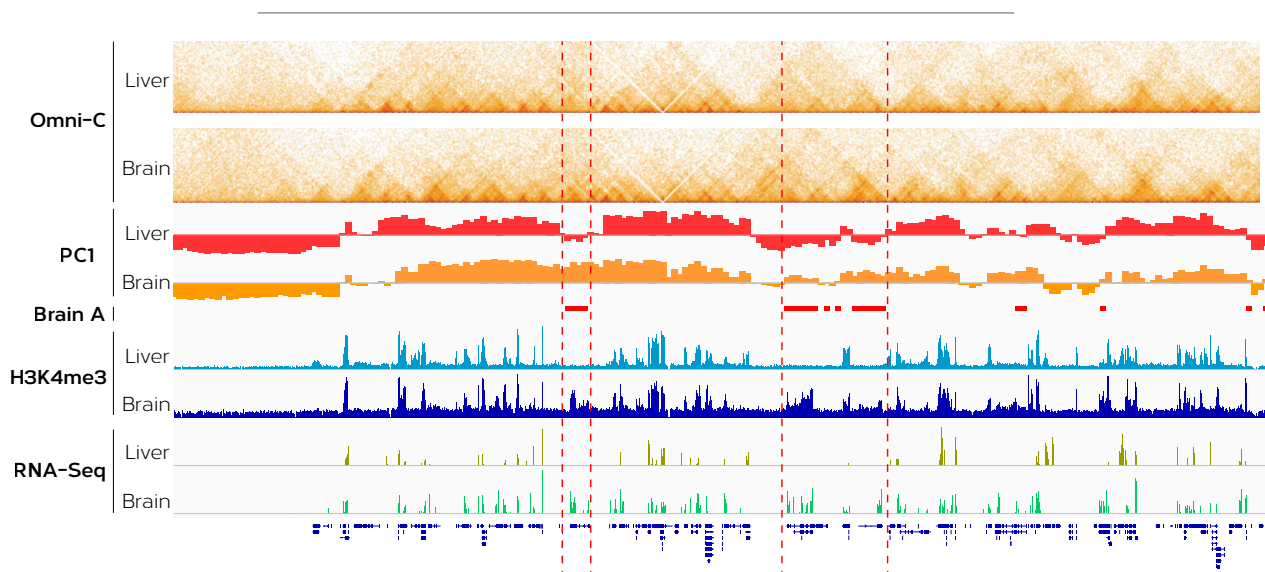 Omni-C
Liver
Brain
PC1
Liver
Brain
Brain A
H3K4me3
Liver
Brain
RNA-Seq
Liver
Brain